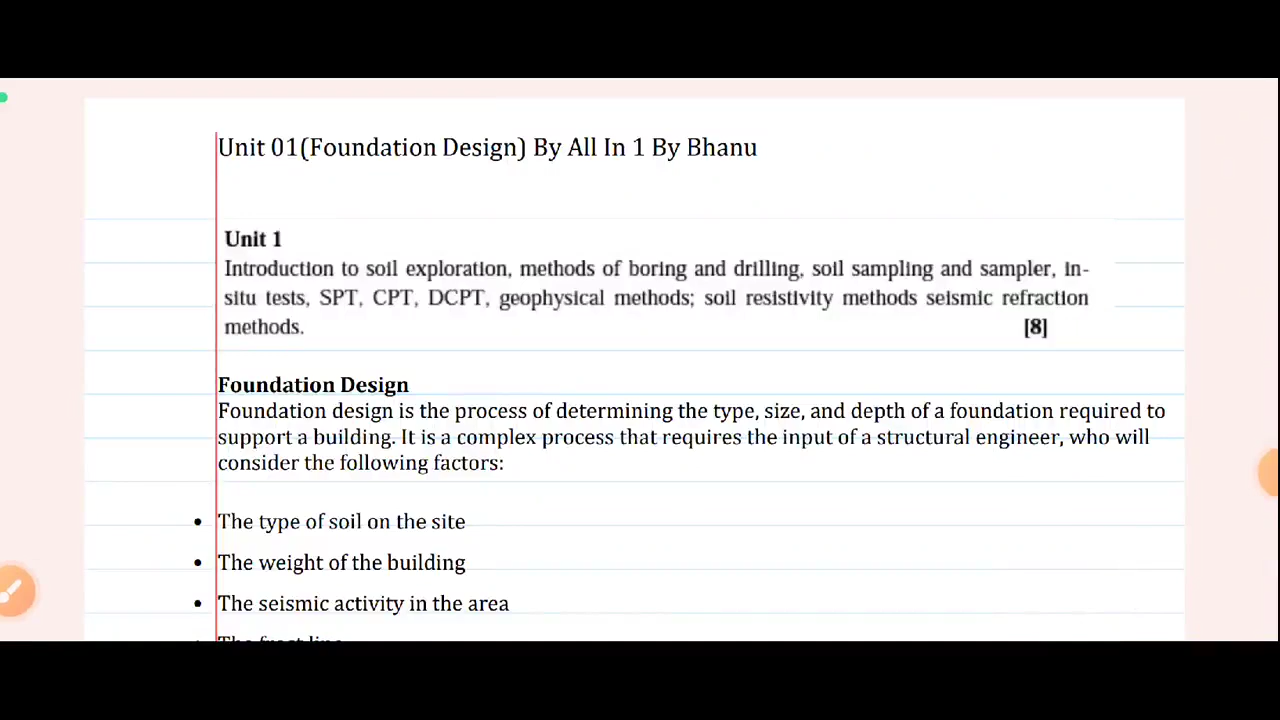 Unit 01(Foundation Design) By All In 1 By Bhanu
Unit 1
Introduction to soil exploration, methods of boring and drilling, soil sampling and sampler, in-
situ tests, SPT, CPT, DCPT, geophysical methods; soil resistivity methods seismic refraction
methods. [8]
Foundation Design
Foundation design is the process of determining the type, size, and depth of a foundation required to
support a building. It is a complex process that requires the input of a structural engineer, who will
consider the following factors:
• The type of soil on the site
• The weight of the building
• The seismic activity in the area
• The frost line